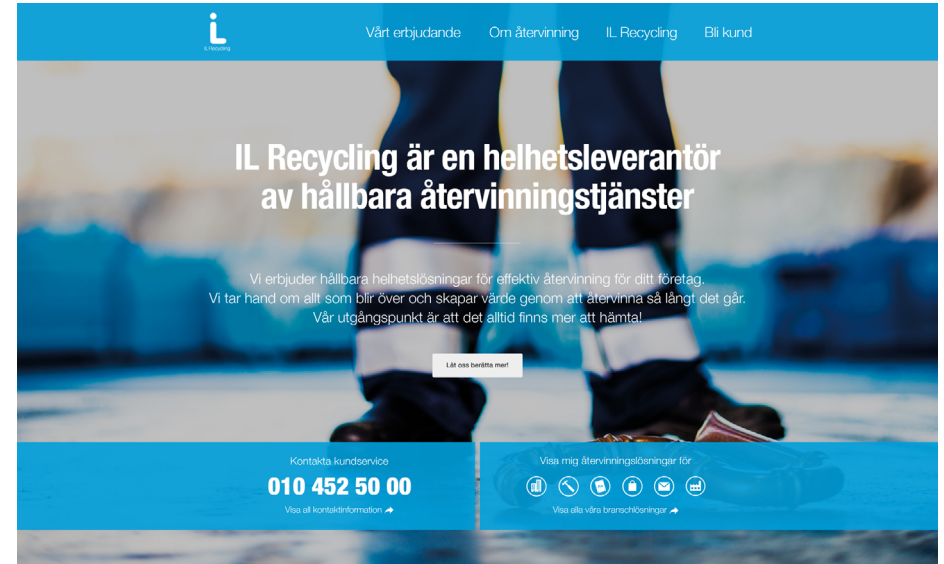 IL Recycling
Vårt erbjudande
Om återvinning
IL Recycling
Bli kund
IL Recycling är en helhetsleverantör
av hållbara återvinningstjänster
Vi erbjuder hållbara helhetslösningar för effektiv återvinning för ditt företag.
Vi tar hand om allt som blir över och skapar värde genom att återvinna så långt det går.
Vår utgångspunkt är att det alltid finns mer att hämta!
Låt oss berätta mer!
Kontakta kundservice
010 452 50 00
Visa all kontaktinformation
Visa mig återvinningslösningar för
Visa alla våra branschlösningar